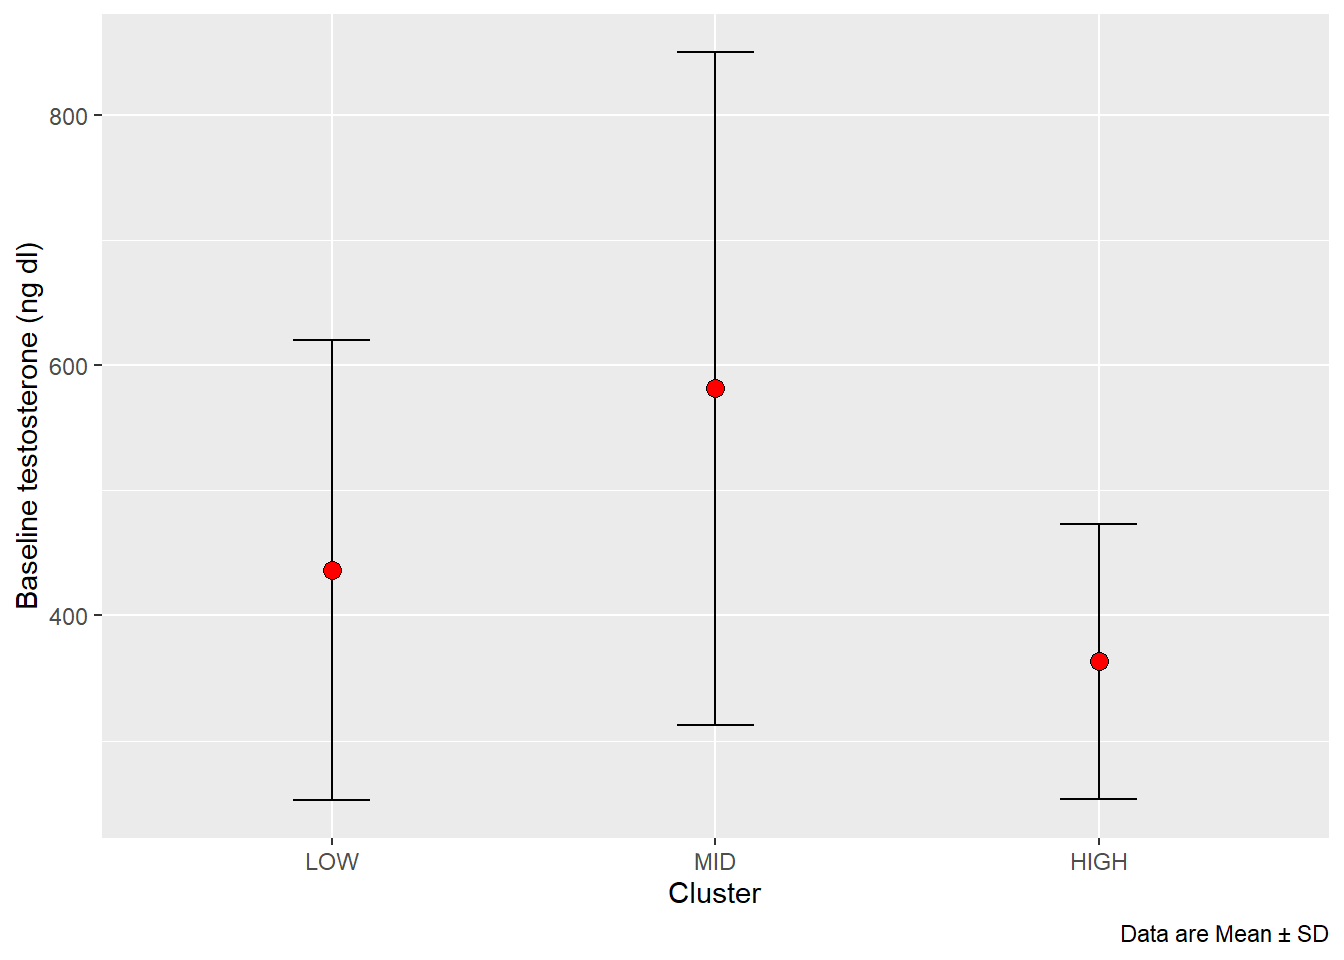 Baseline testosterone (ng dl)
800
600
400
LOW MID HIGH
Cluster
Data are Mean ± SD